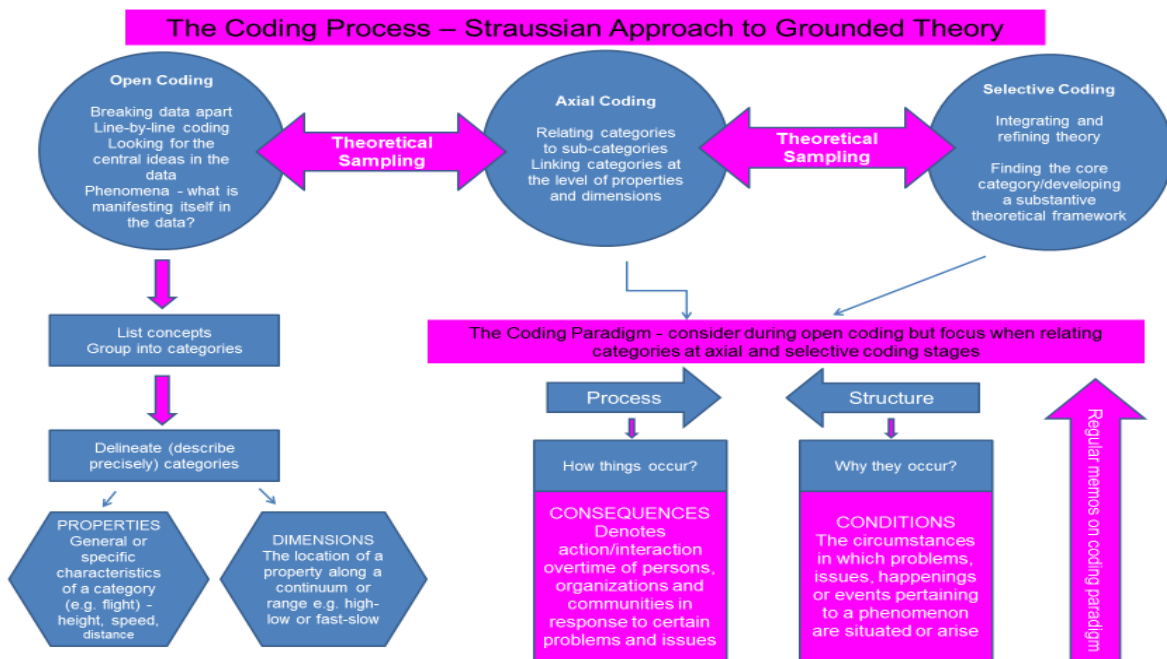 The Coding Process – Straussian Approach to Grounded Theory
Open Coding
Breaking data apart
Line-by-line coding
Looking for the
central ideas in the
data
Phenomena - what is
manifesting itself in
the data?
Theoretical
Sampling
Axial Coding
Relating categories
to sub-categories
Linking categories at
the level of properties
and dimensions
Theoretical
Sampling
Selective Coding
Integrating and
refining theory
Finding the core
category/developing
a substantive
theoretical framework
List concepts
Group into categories
Delineate (describe
precisely) categories
PROPERTIES
General or
specific
characteristics
of a category
(e.g. flight) -
height, speed,
distance
DIMENSIONS
The location of a
property along a
continuum or
range e.g. high-
low or fast-slow
The Coding Paradigm - consider during open coding but focus when relating
categories at axial and selective coding stages
Process
Structure
How things occur?
Why they occur?
CONSEQUENCES
Denotes
action/interaction
overtime of persons,
organizations and
communities in
response to certain
problems and issues
CONDITIONS
The circumstances
in which problems,
issues, happenings
or events pertaining
to a phenomenon
are situated or arise
Regular memos on coding paradigm